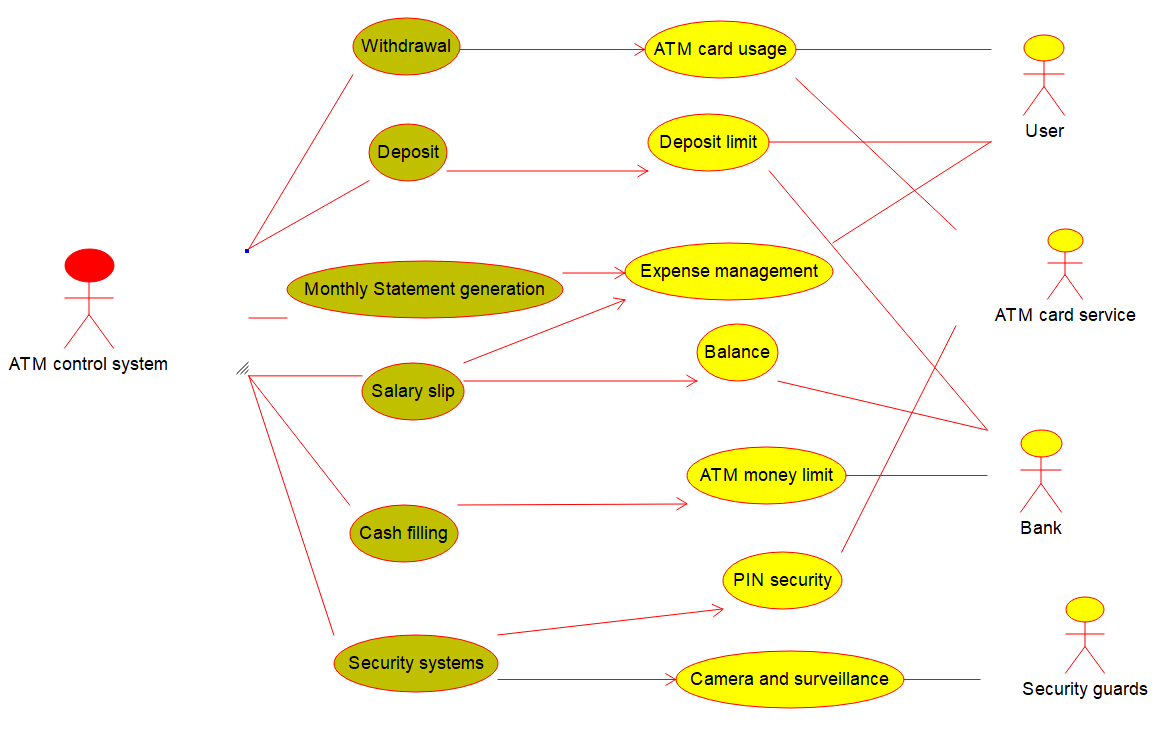 Withdrawal
ATM card usage
User
Deposit
Deposit limit
ATM control system
Monthly Statement generation
Expense management
ATM card service
Salary slip
Balance
Cash filling
ATM money limit
Bank
PIN security
Security systems
Camera and surveillance
Security guards